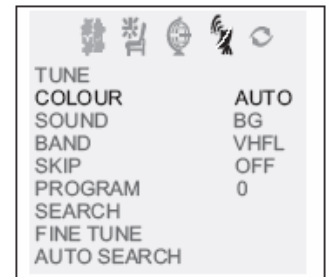 TUNE
COLOUR AUTO
SOUND BG
BAND VHFL
SKIP OFF
PROGRAM 0
SEARCH
FINE TUNE
AUTO SEARCH